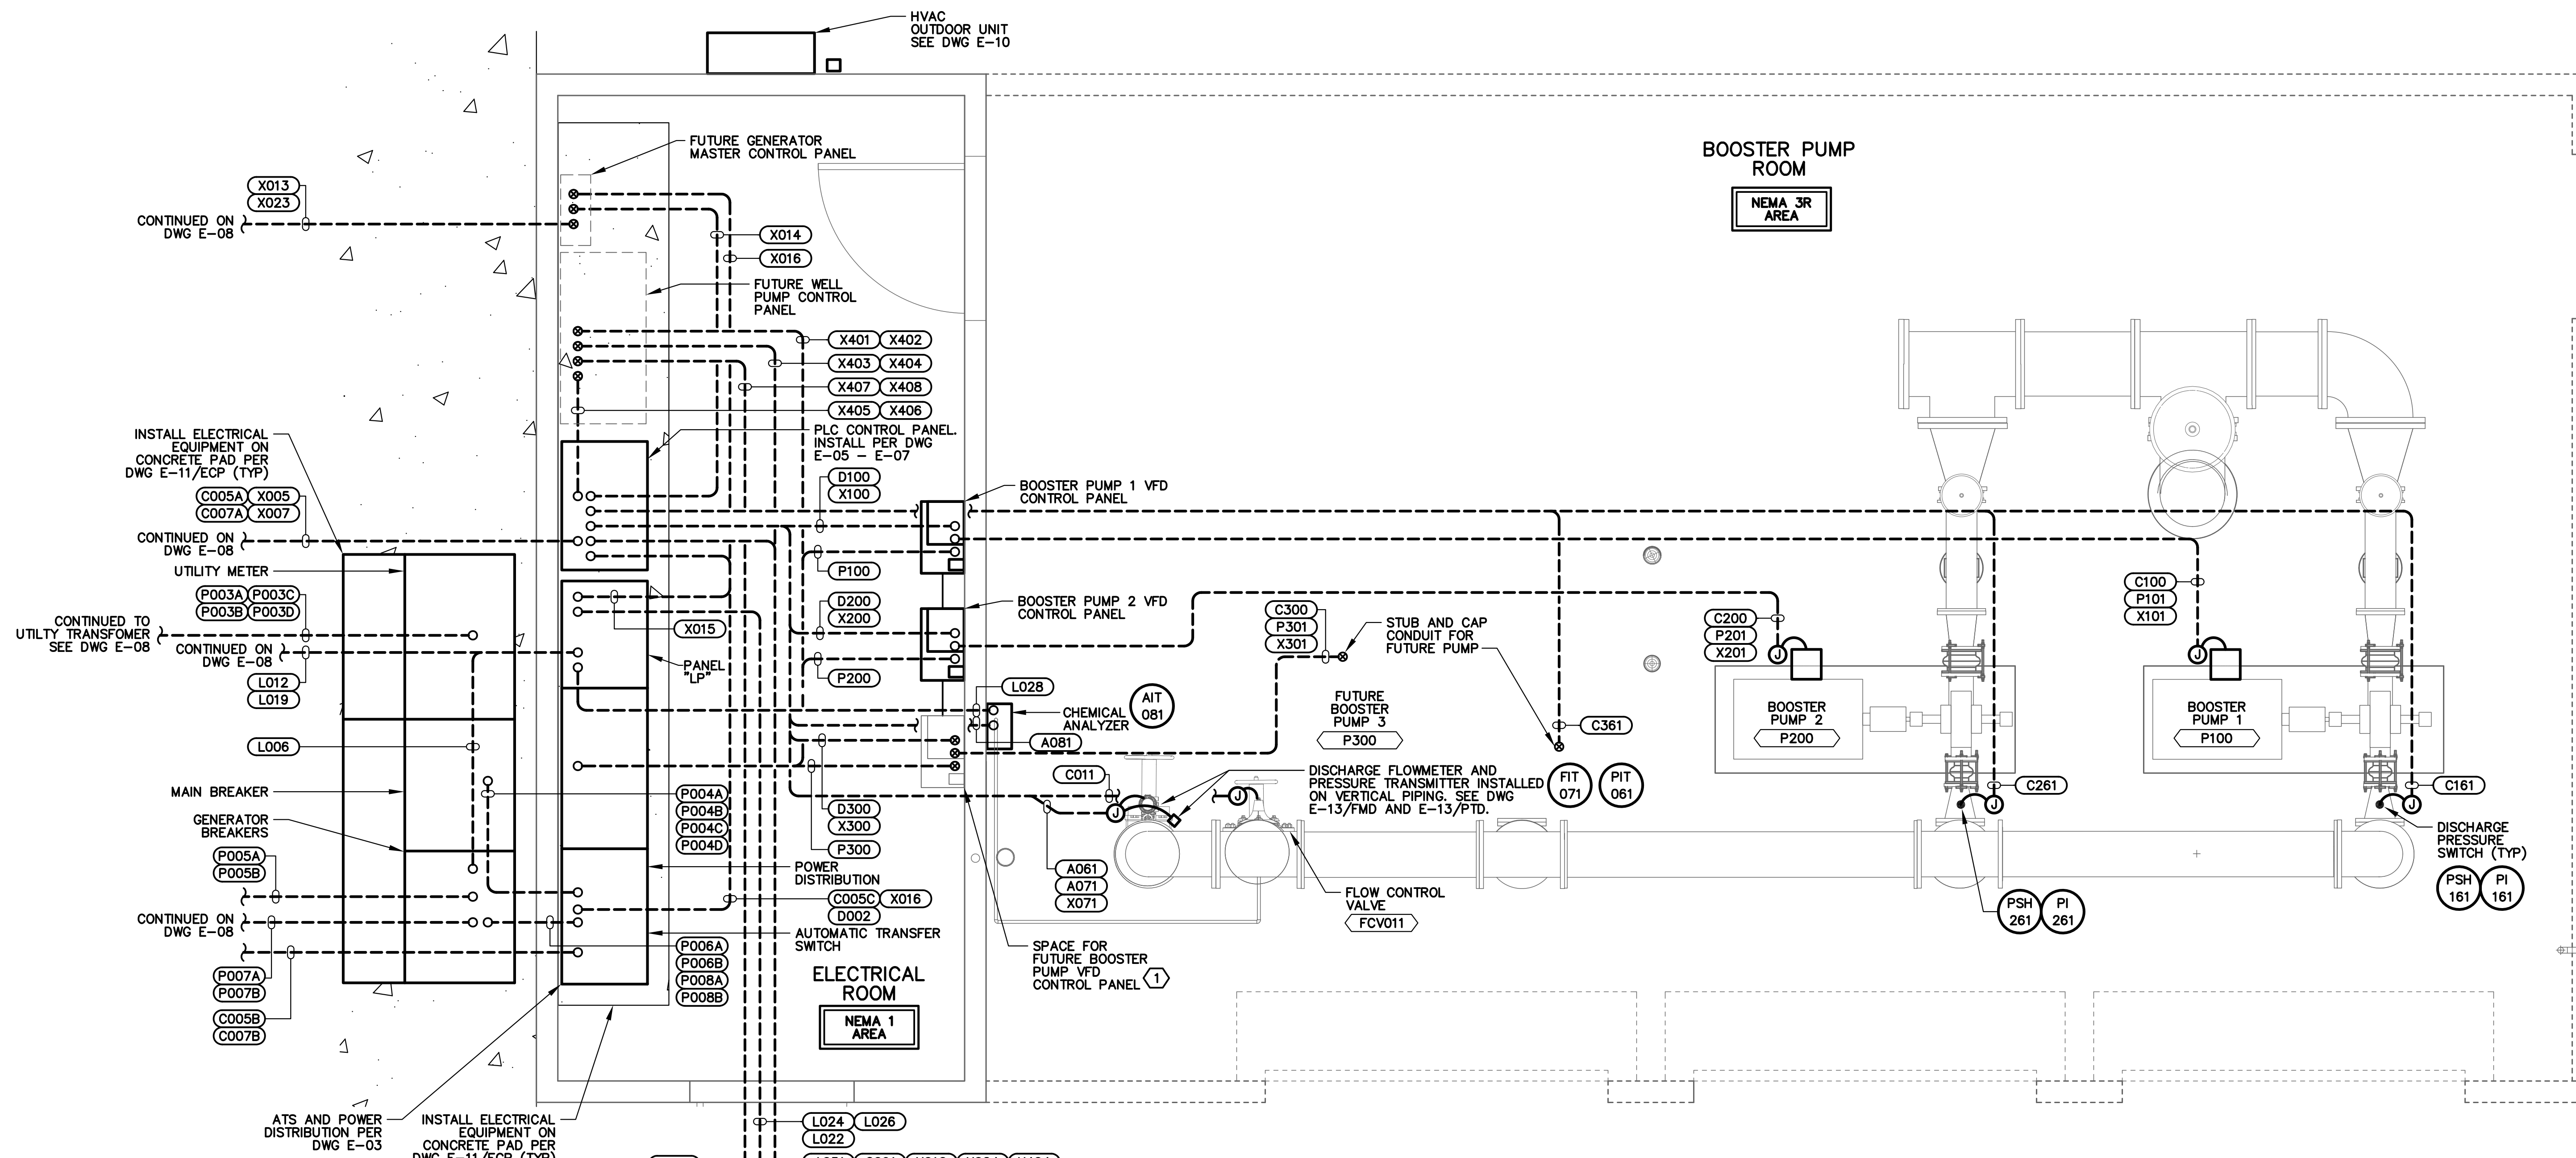 HVAC
OUTDOOR UNIT
SEE DWG E-10
FUTURE GENERATOR
MASTER CONTROL PANEL
BOOSTER PUMP
ROOM
NEMA 3R
AREA
X013
X023
CONTINUED ON
DWG E-08
X014
X016
FUTURE WELL
PUMP CONTROL
PANEL
X401 X402
X403 X404
X407 X408
X405 X406
PLC CONTROL PANEL.
INSTALL PER DWG
E-05 - E-07
INSTALL ELECTRICAL
EQUIPMENT ON
CONCRETE PAD PER
DWG E-11/ECP (TYP)
C005A X005
C007A X007
CONTINUED ON
DWG E-08
UTILITY METER
P003A P003C
P003B P003D
CONTINUED TO
UTILTY TRANSFOMER
SEE DWG E-08
CONTINUED ON
DWG E-08
L012
L019
L006
MAIN BREAKER
GENERATOR
BREAKERS
P005A
P005B
CONTINUED ON
DWG E-08
P007A
P007B
C005B
C007B
ATS AND POWER
DISTRIBUTION PER
DWG E-03
INSTALL ELECTRICAL
EQUIPMENT ON
CONCRETE PAD PER
DWG E-11/ECP (TYP)
D100
X100
P100
D200
X200
P200
X015
PANEL
"LP"
BOOSTER PUMP 1 VFD
CONTROL PANEL
BOOSTER PUMP 2 VFD
CONTROL PANEL
L028
CHEMICAL
ANALYZER
A081
AIT
081
P004A
P004B
P004C
P004D
D300
X300
P300
POWER
DISTRIBUTION
C005C X016
D002
AUTOMATIC TRANSFER
SWITCH
P006A
P006B
P008A
P008B
ELECTRICAL
ROOM
NEMA 1
AREA
L024 L026
L022
C011
J
J
A061
A071
X071
SPACE FOR
FUTURE BOOSTER
PUMP VFD
CONTROL PANEL 1
C300
P301
X301
STUB AND CAP
CONDUIT FOR
FUTURE PUMP
FUTURE
BOOSTER
PUMP 3
P300
C361
DISCHARGE FLOWMETER AND
PRESSURE TRANSMITTER INSTALLED
ON VERTICAL PIPING. SEE DWG
E-13/FMD AND E-13/PTD.
FIT
071
PIT
061
FLOW CONTROL
VALVE
FCV011
C200
P201
X201
J
BOOSTER
PUMP 2
P200
J
C261
PSH
261
PI
261
C100
P101
X101
J
BOOSTER
PUMP 1
P100
J
C161
DISCHARGE
PRESSURE
SWITCH (TYP)
PSH
161
PI
161